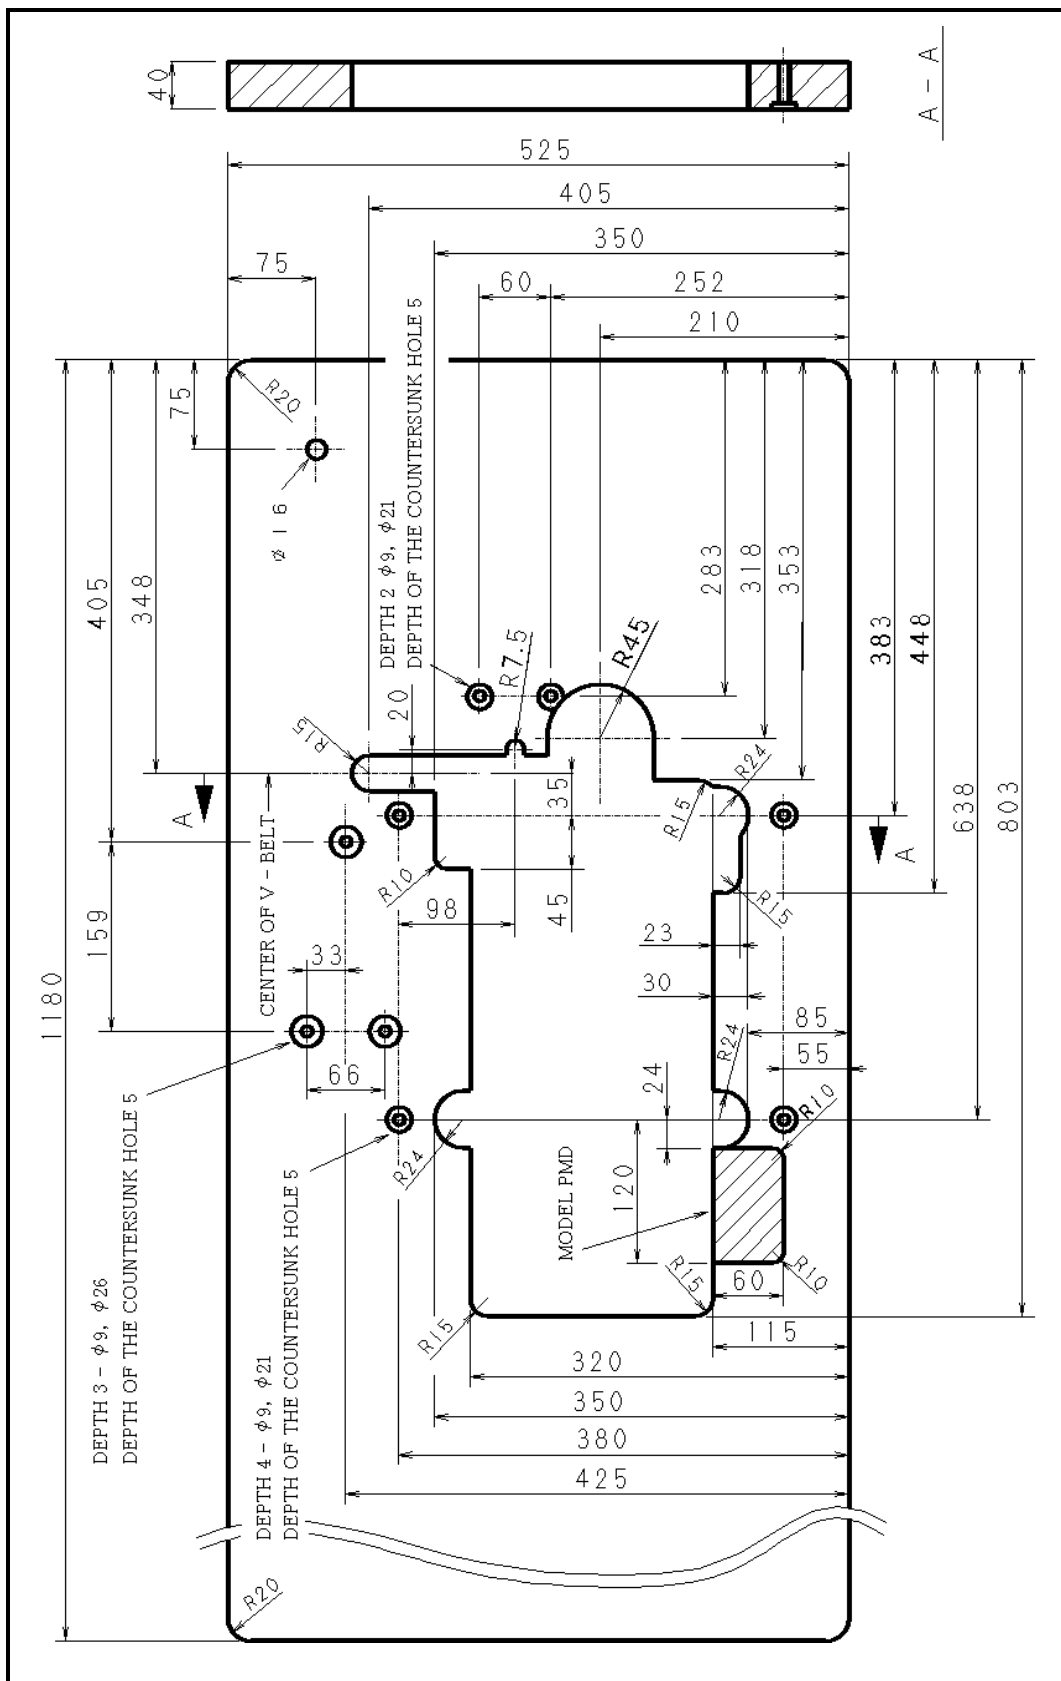 40
A - A
525
405
350
75
60
252
210
R20
75
φ16
DEPTH 2 φ9, φ21
DEPTH OF THE COUNTERSUNK HOLE 5
283
318
353
383
448
405
348
R7.5
R45
20
R15
R24
R15
35
638
803
A
A
R10
R15
98
45
CENTER OF V - BELT
159
33
23
30
1180
85
R24
55
66
24
R10
R24
120
MODEL PMD
R10
60
R15
R15
115
DEPTH 3 - φ9, φ26
DEPTH OF THE COUNTERSUNK HOLE 5
320
350
DEPTH 4 - φ9, φ21
DEPTH OF THE COUNTERSUNK HOLE 5
380
425
R20